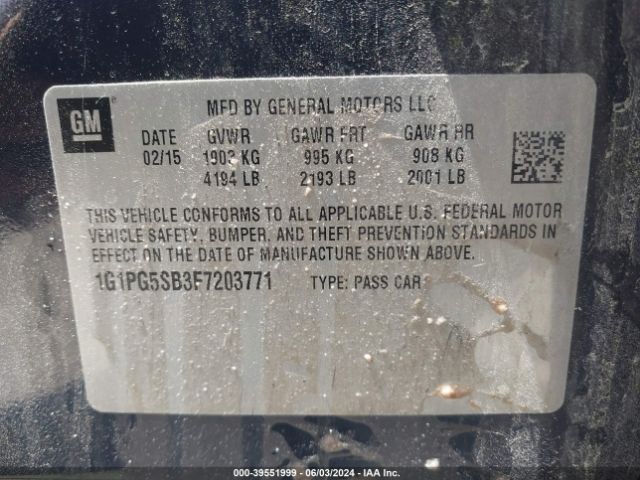 GM
MFD BY GENERAL MOTORS LLC
DATE GVWR GAWR FRT GAWR RR
02/15 1902 KG 995 KG 908 KG
4194 LB 2193 LB 2001 LB
THIS VEHICLE CONFORMS TO ALL APPLICABLE U.S. FEDERAL MOTOR
VEHICLE SAFETY, BUMPER, AND THEFT PREVENTION STANDARDS
IN EFFECT ON THE DATE OF MANUFACTURE SHOWN ABOVE.
1G1PG5SB3F7203771 TYPE: PASS CAR
000-39551999 - 06/03/2024 - IAA Inc.